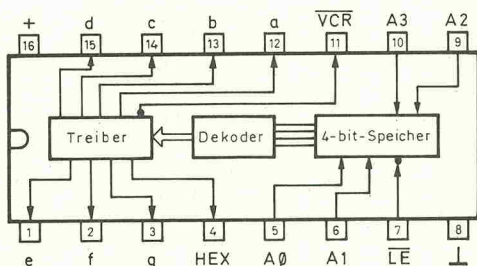 + d c b a VCR A3 A2
16 15 14 13 12 11 10 9
Treiber Dekoder 4-bit-Speicher
1 2 3 4 5 6 7 8
e f g HEX AØ A1 LE ⊥